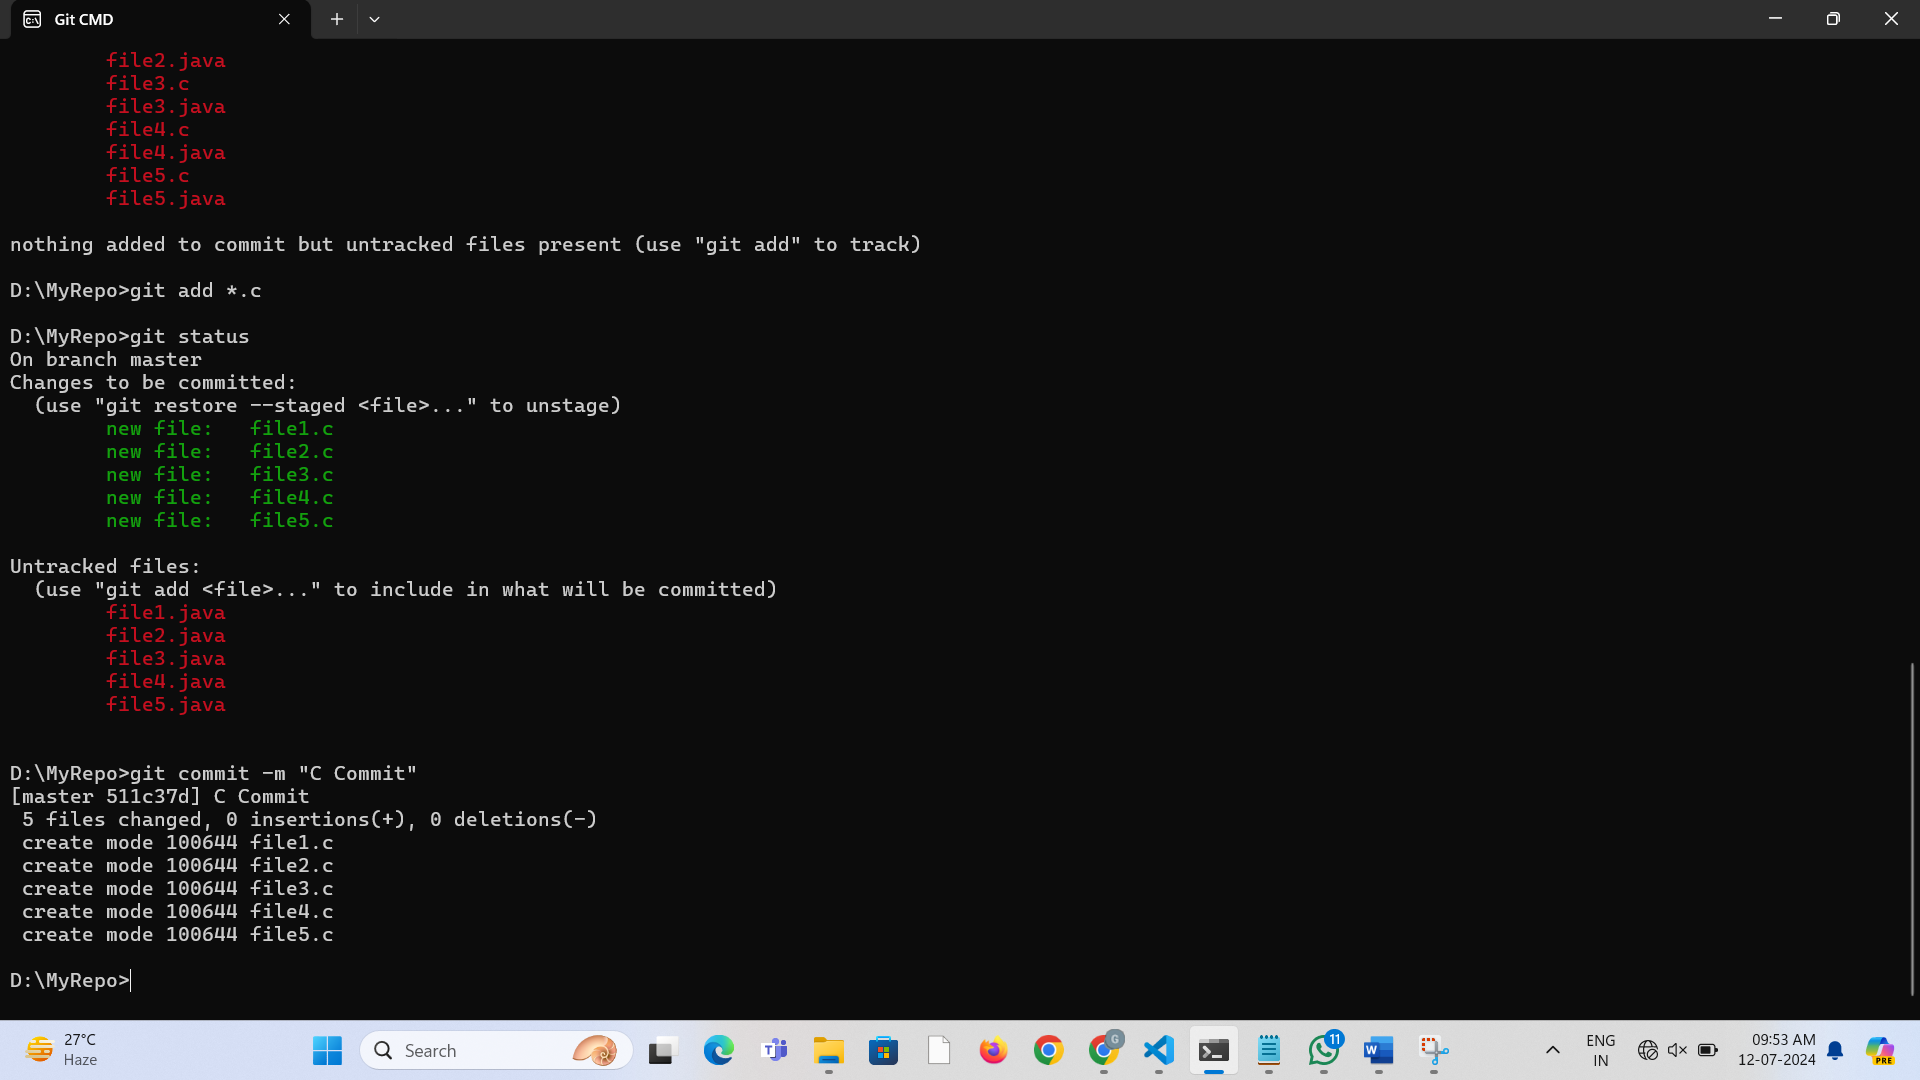 Git CMD
file2.java
file3.c
file3.java
file4.c
file4.java
file5.c
file5.java
nothing added to commit but untracked files present (use "git add" to track)
D:\MyRepo>git add *.c
D:\MyRepo>git status
On branch master
Changes to be committed:
(use "git restore --staged <file>..." to unstage)
new file: file1.c
new file: file2.c
new file: file3.c
new file: file4.c
new file: file5.c
Untracked files:
(use "git add <file>..." to include in what will be committed)
file1.java
file2.java
file3.java
file4.java
file5.java
D:\MyRepo>git commit -m "C Commit"
[master 511c37d] C Commit
5 files changed, 0 insertions(+), 0 deletions(-)
create mode 100644 file1.c
create mode 100644 file2.c
create mode 100644 file3.c
create mode 100644 file4.c
create mode 100644 file5.c
D:\MyRepo>
27°C
Haze
Search
T
G
11
W
ENG
IN
09:53 AM
12-07-2024
PRE